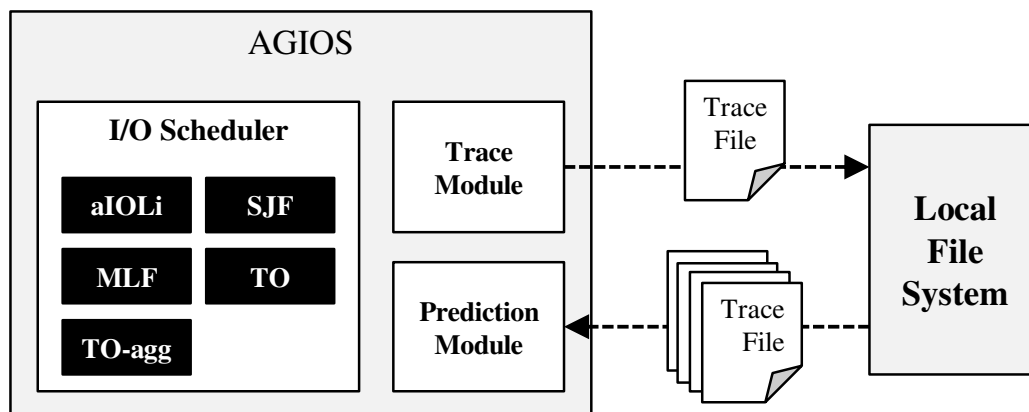 AGIOS
I/O Scheduler
aIOLi
SJF
MLF
TO
TO-agg
Trace
Module
Prediction
Module
Trace
File
Trace
File
Local
File
System